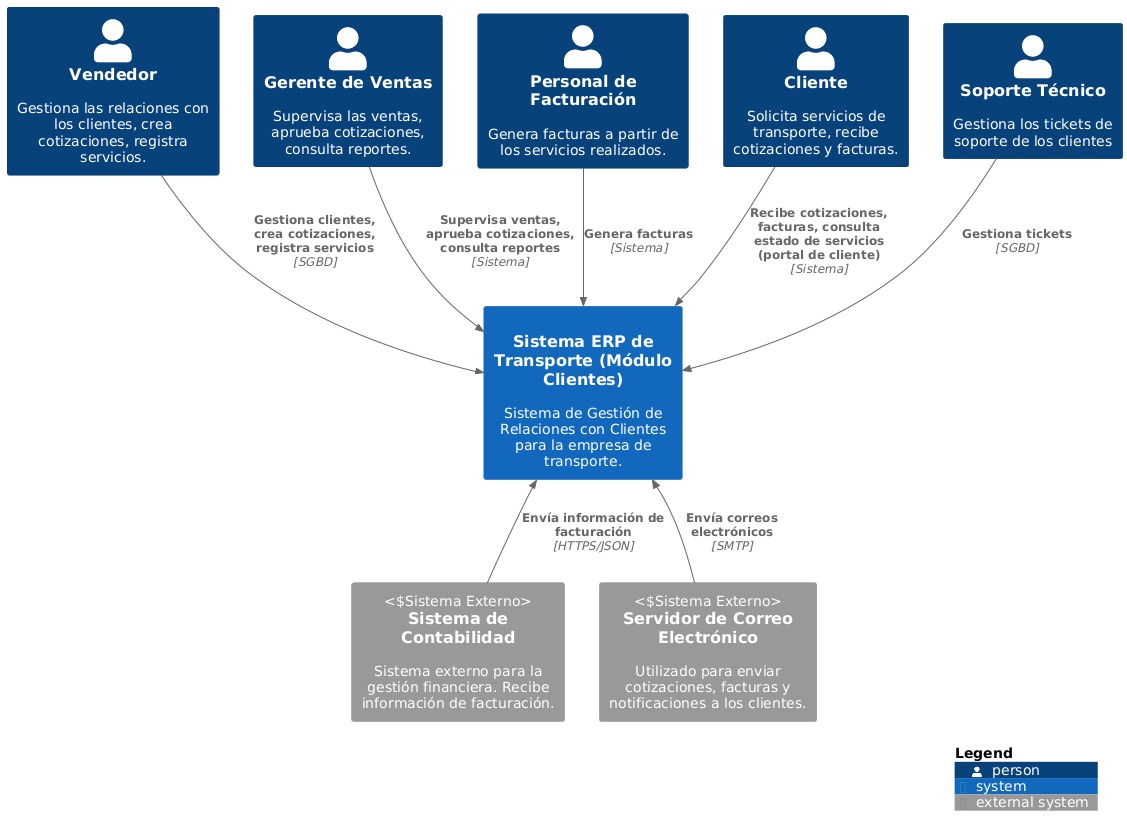 Vendedor
Gestiona las relaciones con
los clientes, crea
cotizaciones, registra
servicios.
Gerente de Ventas
Supervisa las ventas,
aprueba cotizaciones,
consulta reportes.
Personal de
Facturación
Genera facturas a partir de
los servicios realizados.
Cliente
Solicita servicios de
transporte, recibe
cotizaciones y facturas.
Soporte Técnico
Gestiona los tickets de
soporte de los clientes
Gestiona clientes,
crea cotizaciones,
registra servicios
[SGBD]
Supervisa ventas,
aprueba cotizaciones,
consulta reportes
[Sistema]
Genera facturas
[Sistema]
Recibe cotizaciones,
facturas, consulta
estado de servicios
(portal de cliente)
[Sistema]
Gestiona tickets
[SGBD]
Sistema ERP de
Transporte (Módulo
Clientes)
Sistema de Gestión de
Relaciones con Clientes
para la empresa de
transporte.
Envía información de
facturación
[HTTPS/JSON]
Envía correos
electrónicos
[SMTP]
<$Sistema Externo>
Sistema de
Contabilidad
Sistema externo para la
gestión financiera. Recibe
información de facturación.
<$Sistema Externo>
Servidor de Correo
Electrónico
Utilizado para enviar
cotizaciones, facturas y
notificaciones a los clientes.
Legend
person
system
external system